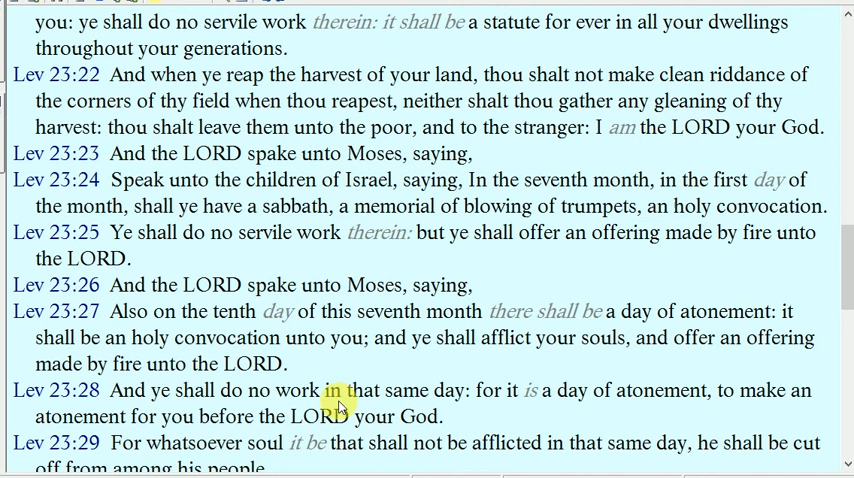 you: ye shall do no servile work therein: it shall be a statute for ever in all your dwellings
throughout your generations.
Lev 23:22 And when ye reap the harvest of your land, thou shalt not make clean riddance of
the corners of thy field when thou reapest, neither shalt thou gather any gleaning of thy
harvest: thou shalt leave them unto the poor, and to the stranger: I am the LORD your God.
Lev 23:23 And the LORD spake unto Moses, saying,
Lev 23:24 Speak unto the children of Israel, saying, In the seventh month, in the first day of
the month, shall ye have a sabbath, a memorial of blowing of trumpets, an holy convocation.
Lev 23:25 Ye shall do no servile work therein: but ye shall offer an offering made by fire unto
the LORD.
Lev 23:26 And the LORD spake unto Moses, saying,
Lev 23:27 Also on the tenth day of this seventh month there shall be a day of atonement: it
shall be an holy convocation unto you; and ye shall afflict your souls, and offer an offering
made by fire unto the LORD.
Lev 23:28 And ye shall do no work in that same day: for it is a day of atonement, to make an
atonement for you before the LORD your God.
Lev 23:29 For whatsoever soul it be that shall not be afflicted in that same day, he shall be cut
off from among his people.